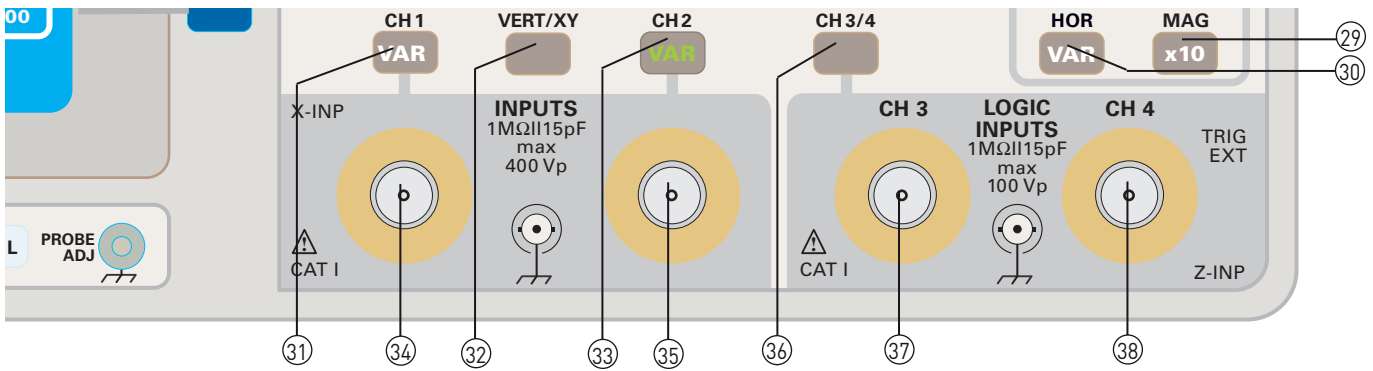 00
CH 1
VERT/XY
CH 2
CH 3/4
HOR
MAG
VAR
VAR
VAR
x10
29
30
X-INP
INPUTS
1MΩII15pF
max
400 Vp
CH 3
LOGIC
INPUTS
1MΩII15pF
max
100 Vp
CH 4
TRIG
EXT
L
PROBE
ADJ
CAT I
CAT I
Z-INP
31
34
32
33
35
36
37
38